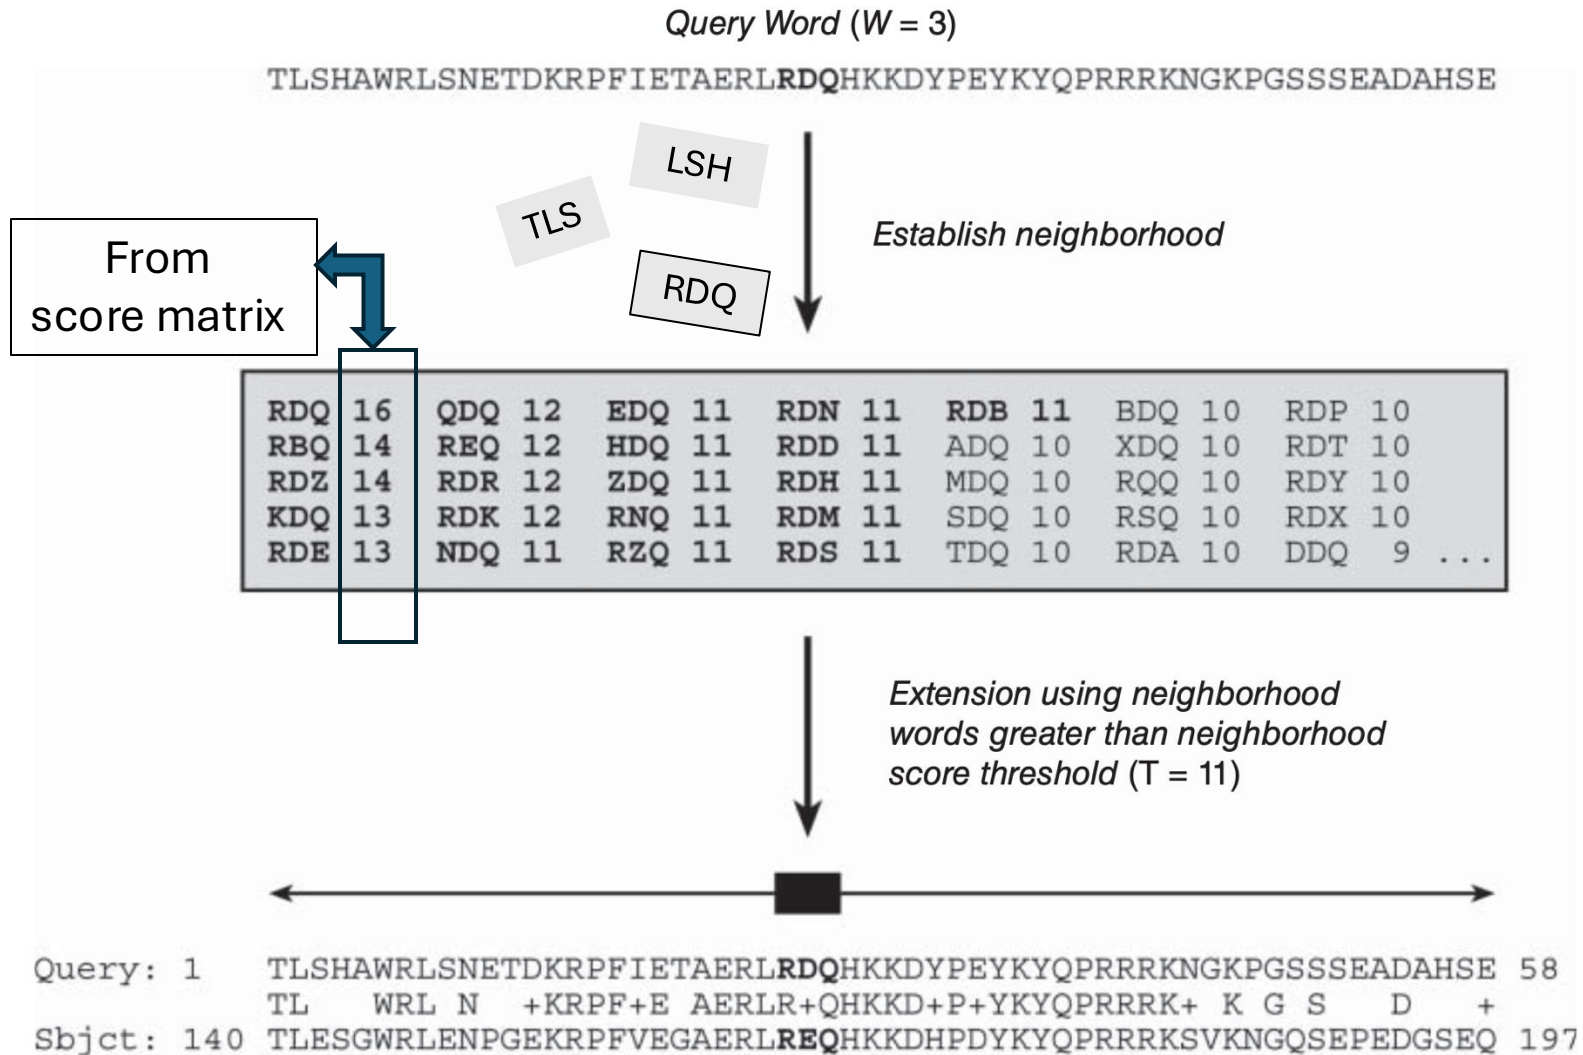 Query Word (W = 3)
TLSHAWRLSNETDKRPFIETAERLRDQHKKDYPEYKYQPRRRKNGKPGSSSEADAHSE
LSH
TLS
Establish neighborhood
From
score matrix
RDQ
RDQ 16 QDQ 12 EDQ 11 RDN 11 RDB 11 BDQ 10 RDP 10
RBQ 14 REQ 12 HDQ 11 RDD 11 ADQ 10 XDQ 10 RDT 10
RDZ 14 RDR 12 ZDQ 11 RDH 11 MDQ 10 RQQ 10 RDY 10
KDQ 13 RDK 12 RNQ 11 RDM 11 SDQ 10 RSQ 10 RDX 10
RDE 13 NDQ 11 RZQ 11 RDS 11 TDQ 10 RDA 10 DDQ 9 ...
Extension using neighborhood
words greater than neighborhood
score threshold (T = 11)
Query: 1 TLSHAWRLSNETDKRPFIETAERLRDQHKKDYPEYKYQPRRRKNGKPGSSSEADAHSE 58
TL WRL N +KRPF+E AERLR+QHKKD+P+YKYQPRRRK+ K G S D +
Sbjct: 140 TLESGWRLENPGEKRPFVEGAERLREQHKKDHPDYKYQPRRRKSVKNGQSEPEDGSEQ 197